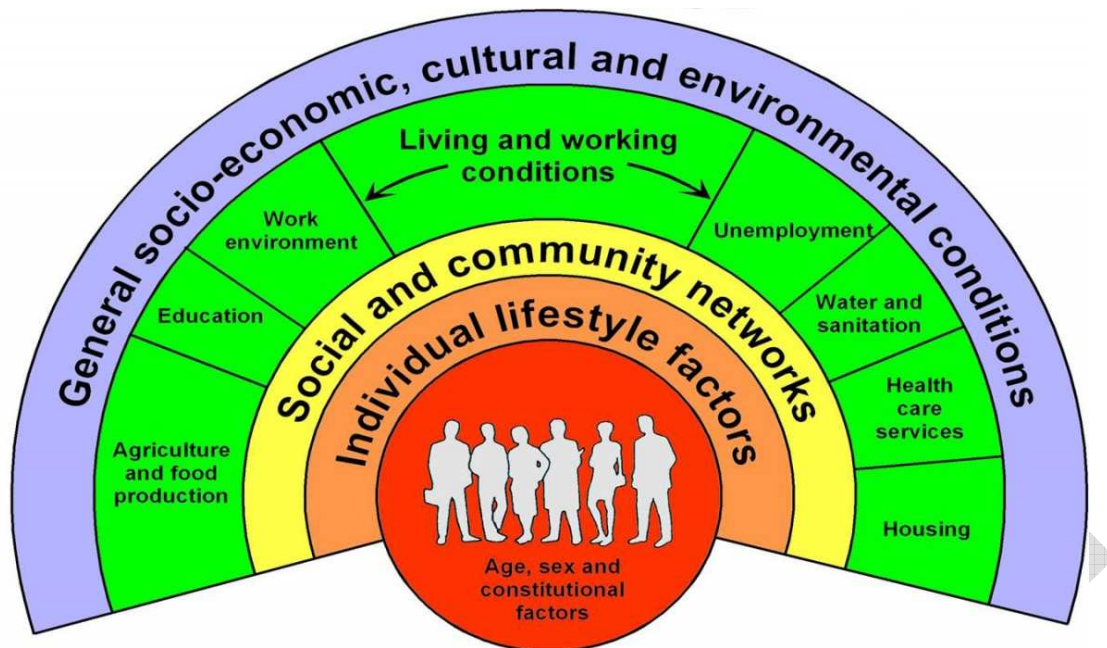 General socio-economic, cultural and environmental conditions
Living and working
conditions
Work
environment
Unemployment
Education
Water and
sanitation
Agriculture
and food
production
Health
care
services
Housing
Social and community networks
Individual lifestyle factors
Age, sex and
constitutional
factors